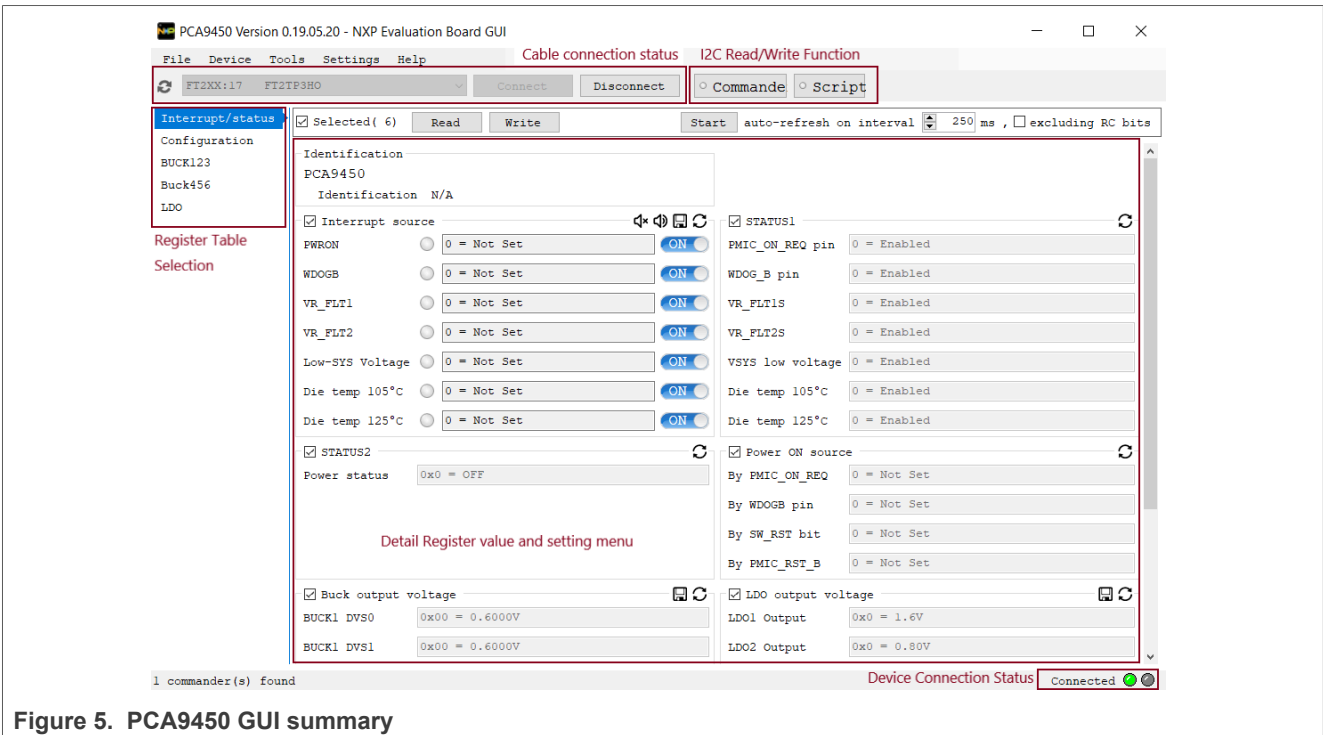 PCA9450 Version 0.19.05.20 - NXP Evaluation Board GUI
File Device Tools Settings Help
Cable connection status I2C Read/Write Function
FT2XX:17 FT2TP3HO Connect Disconnect Commande Script
Interrupt/status
Configuration
BUCK123
Buck456
LDO
Register Table
Selection
Selected( 6) Read Write Start auto-refresh on interval 250 ms , excluding RC bits
Identification
PCA9450
Identification N/A
Interrupt source
PWRON 0 = Not Set ON
WDOGB 0 = Not Set ON
VR_FLT1 0 = Not Set ON
VR_FLT2 0 = Not Set ON
Low-SYS Voltage 0 = Not Set ON
Die temp 105°C 0 = Not Set ON
Die temp 125°C 0 = Not Set ON
STATUS1
PMIC_ON_REQ pin 0 = Enabled
WDOG_B pin 0 = Enabled
VR_FLT1S 0 = Enabled
VR_FLT2S 0 = Enabled
VSYS low voltage 0 = Enabled
Die temp 105°C 0 = Enabled
Die temp 125°C 0 = Enabled
STATUS2
Power status 0x0 = OFF
Detail Register value and setting menu
Power ON source
By PMIC_ON_REQ 0 = Not Set
By WDOGB pin 0 = Not Set
By SW_RST bit 0 = Not Set
By PMIC_RST_B 0 = Not Set
Buck output voltage
BUCK1 DVS0 0x00 = 0.6000V
BUCK1 DVS1 0x00 = 0.6000V
LDO output voltage
LDO1 Output 0x0 = 1.6V
LDO2 Output 0x0 = 0.80V
1 commander(s) found
Device Connection Status Connected
Figure 5. PCA9450 GUI summary